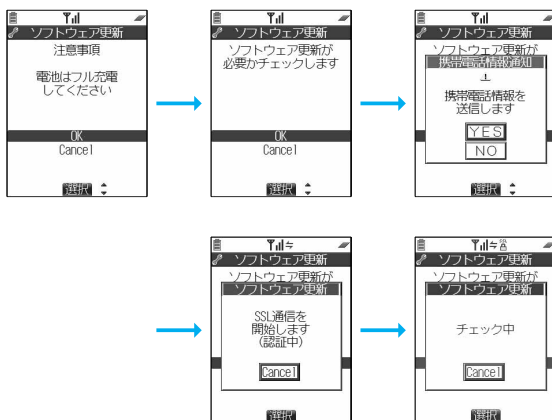 ソフトウェア更新
注意事項
電池はフル充電
してください
OK
Cancel
選択
ソフトウェア更新
ソフトウェア更新が
必要かチェックします
OK
Cancel
選択
ソフトウェア更新
ソフトウェア更新が
携帯電話情報通知
携帯電話情報を
送信します
YES
NO
選択
ソフトウェア更新
ソフトウェア更新が
ソフトウェア更新
SSL通信を
開始します
(認証中)
Cancel
選択
ソフトウェア更新
ソフトウェア更新が
ソフトウェア更新
チェック中
Cancel
選択